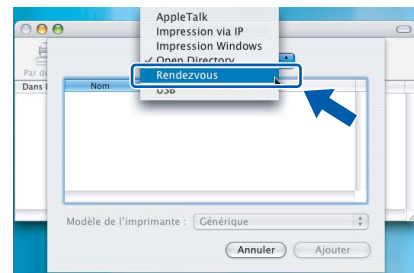 AppleTalk
Impression via IP
Impression Windows
✓ Open Directory
Rendezvous
USB
Par dé
Dans l
Nom
Modèle de l'imprimante : Générique
Annuler Ajouter